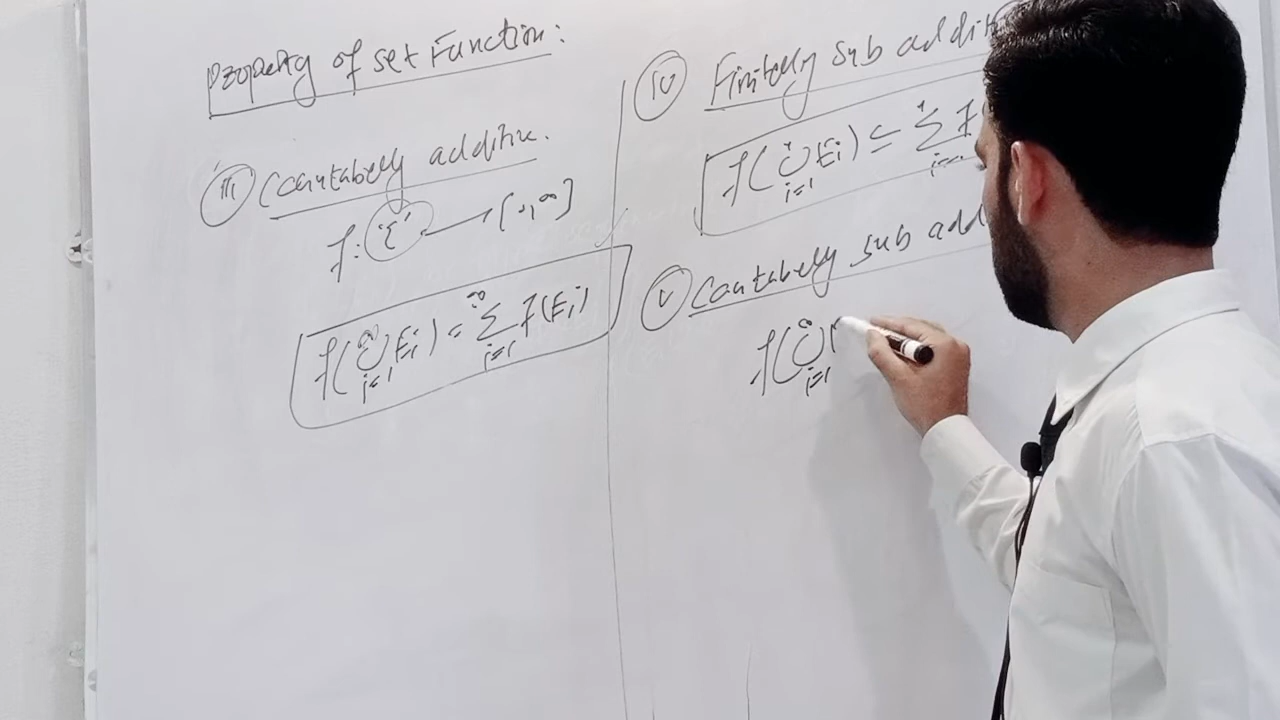 Property of set Function:
(iii) Countabely additive.
f: 'ξ' → [0,∞]
f(∞∪i=1 Ei) = ∞∑i=1 f(Ei)
(iv) Finitely sub additi
f(n∪i=1 Ei) ≤ n∑i=1 f(
(v) Countabely sub add
f(∞∪i=1